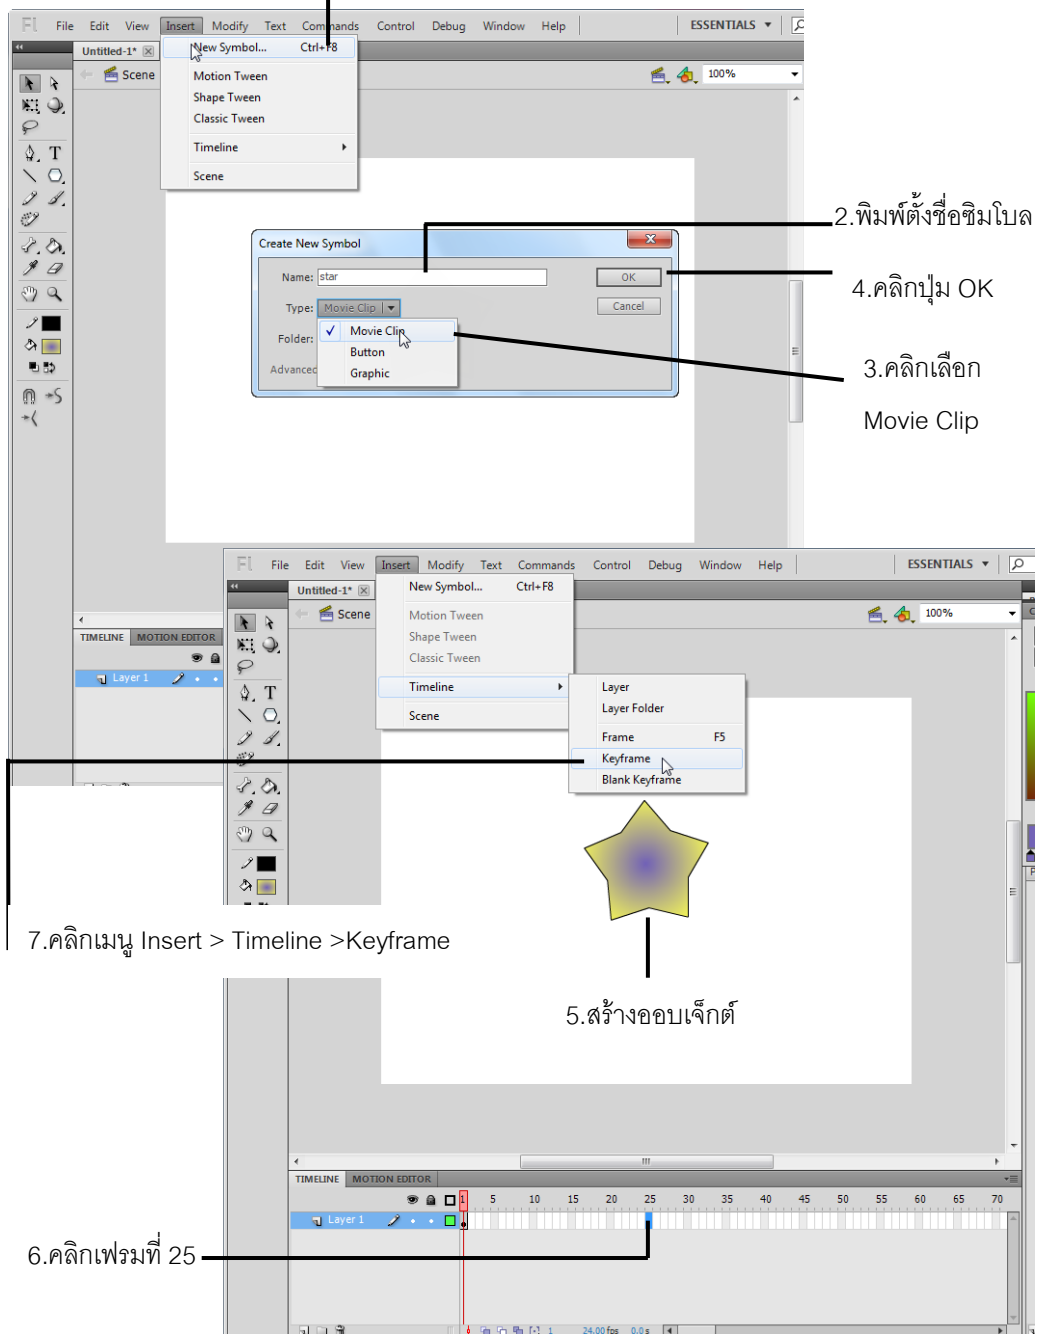 Fl File Edit View Insert Modify Text Commands Control Debug Window Help ESSENTIALS
Untitled-1*
New Symbol... Ctrl+F8
Scene
100%
Motion Tween
Shape Tween
Classic Tween
Timeline
Scene
2.พิมพ์ตั้งชื่อซิมโบล
Create New Symbol
Name: star
OK
4.คลิกปุ่ม OK
Type: Movie Clip
Cancel
Movie Clip
Folder:
Button
Advanced
Graphic
3.คลิกเลือก
Movie Clip
TIMELINE MOTION EDITOR
Layer 1
Fl File Edit View Insert Modify Text Commands Control Debug Window Help ESSENTIALS
Untitled-1*
New Symbol... Ctrl+F8
Scene
100%
Motion Tween
Shape Tween
Classic Tween
Timeline
Scene
Layer
Layer Folder
Frame F5
Keyframe
Blank Keyframe
7.คลิกเมนู Insert > Timeline >Keyframe
5.สร้างออบเจ็กต์
TIMELINE MOTION EDITOR
1 5 10 15 20 25 30 35 40 45 50 55 60 65 70
Layer 1
6.คลิกเฟรมที่ 25
1 24.00 fps 0.0 s